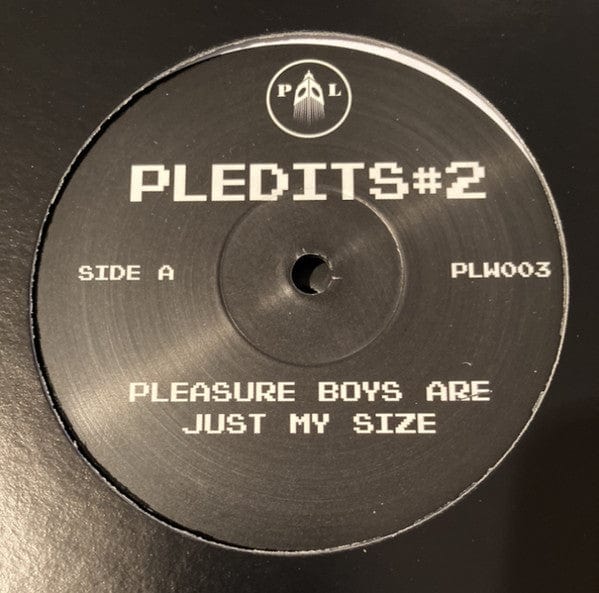 P L
PLEDITS#2
SIDE A
PLW003
PLEASURE BOYS ARE
JUST MY SIZE